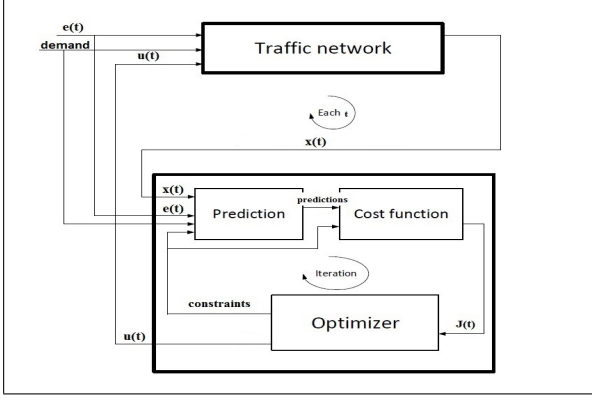 e(t)
demand
u(t)
Traffic network
Each t
x(t)
x(t)
e(t)
Prediction
predictions
Cost function
Iteration
constraints
Optimizer
J(t)
u(t)